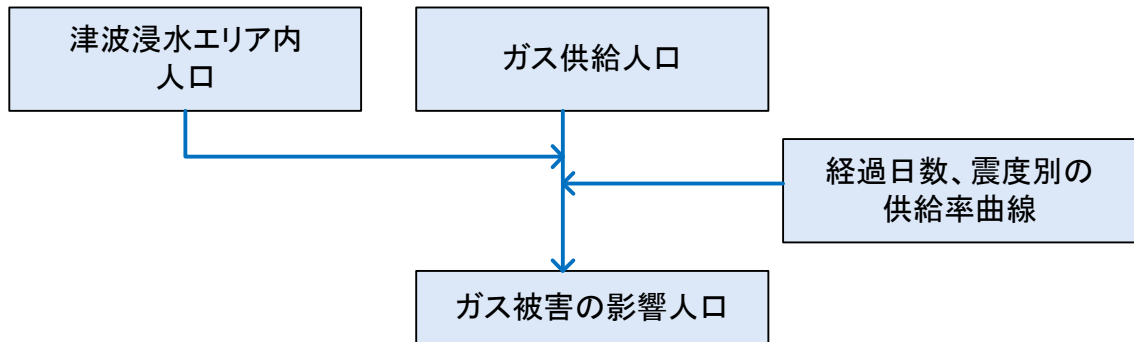 津波浸水エリア内
人口
ガス供給人口
経過日数、震度別の
供給率曲線
ガス被害の影響人口